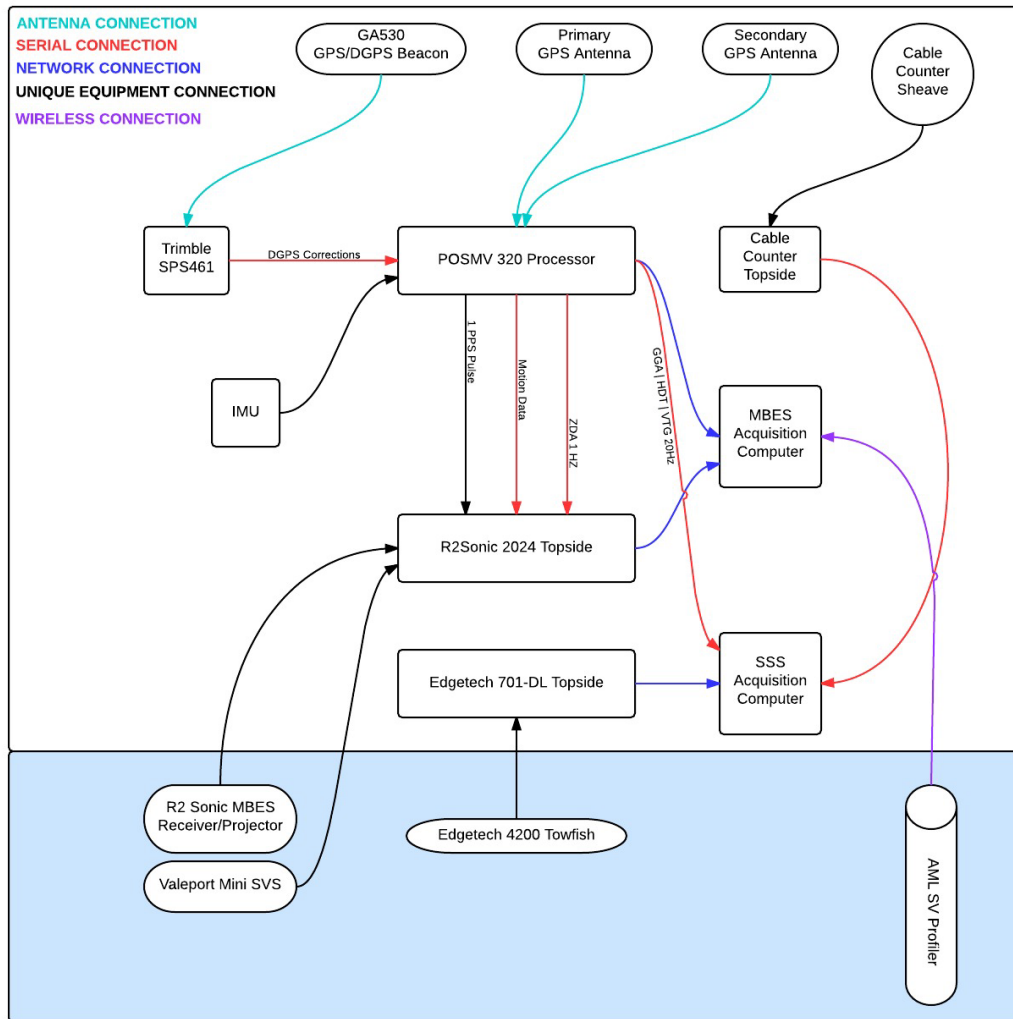 ANTENNA CONNECTION
SERIAL CONNECTION
NETWORK CONNECTION
UNIQUE EQUIPMENT CONNECTION
WIRELESS CONNECTION
GA530
GPS/DGPS Beacon
Primary
GPS Antenna
Secondary
GPS Antenna
Cable
Counter
Sheave
Trimble
SPS461
DGPS Corrections
POSMV 320 Processor
Cable
Counter
Topside
IMU
1 PPS Pulse
Motion Data
ZDA 1 HZ
GGA | HDT | VTG 20Hz
MBES
Acquisition
Computer
R2Sonic 2024 Topside
Edgetech 701-DL Topside
SSS
Acquisition
Computer
R2 Sonic MBES
Receiver/Projector
Valeport Mini SVS
Edgetech 4200 Towfish
AML SV Profiler